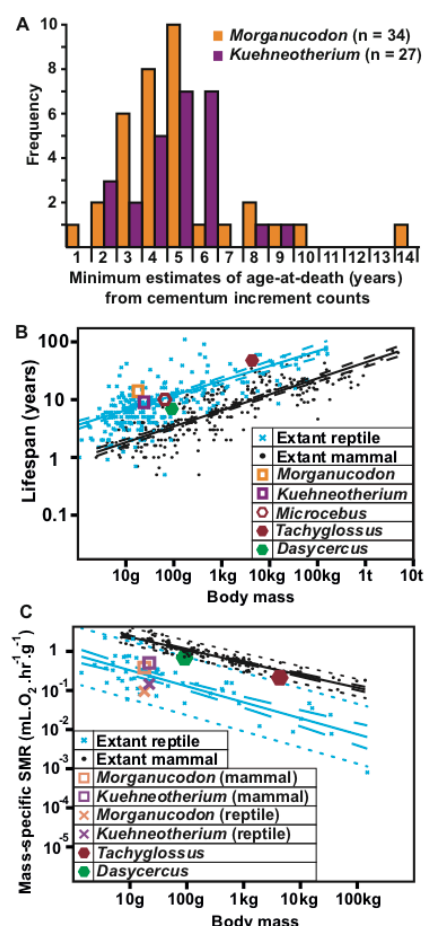 A
Morganucodon (n = 34)
Kuehneotherium (n = 27)
Frequency
10
8
6
4
2
1 2 3 4 5 6 7 8 9 10 11 12 13 14
Minimum estimates of age-at-death (years)
from cementum increment counts
B
Lifespan (years)
100
10
1
0.1
Extant reptile
Extant mammal
Morganucodon
Kuehneotherium
Microcebus
Tachyglossus
Dasycercus
10g 100g 1kg 10kg 100kg 1t 10t
Body mass
C
Mass-specific SMR (mL.O₂.hr⁻¹.g⁻¹)
1
10⁻¹
10⁻²
10⁻³
10⁻⁴
10⁻⁵
Extant reptile
Extant mammal
Morganucodon (mammal)
Kuehneotherium (mammal)
Morganucodon (reptile)
Kuehneotherium (reptile)
Tachyglossus
Dasycercus
10g 100g 1kg 10kg 100kg
Body mass